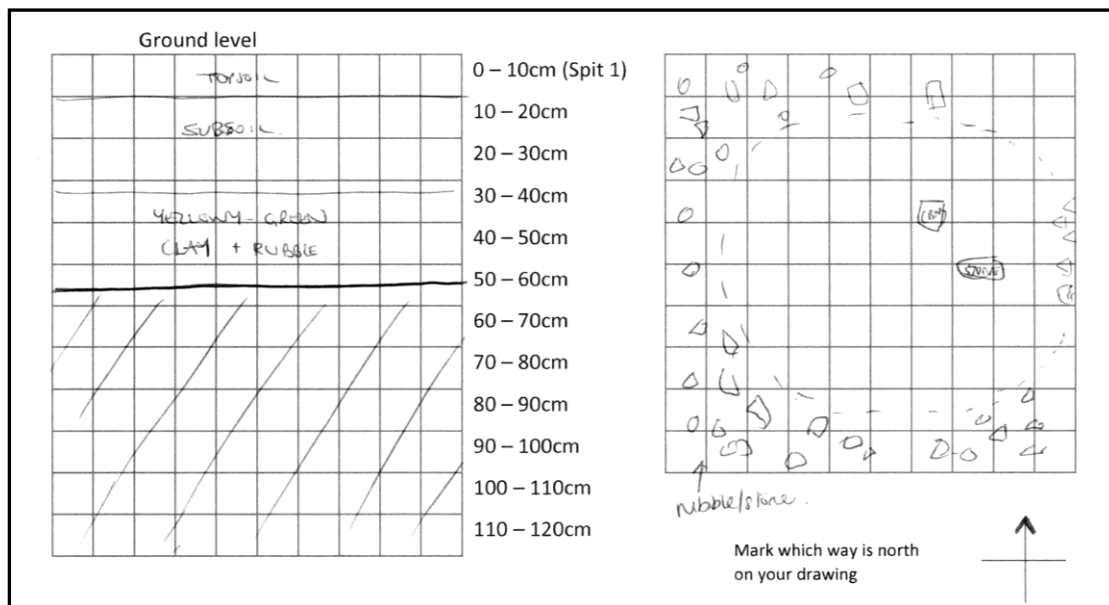 Ground level
TOPSOIL
SUBSOIL.
YELLOWY-GREEN
CLAY + RUBBLE
0 – 10cm (Spit 1)
10 – 20cm
20 – 30cm
30 – 40cm
40 – 50cm
50 – 60cm
60 – 70cm
70 – 80cm
80 – 90cm
90 – 100cm
100 – 110cm
110 – 120cm
rubble/stone.
Mark which way is north
on your drawing